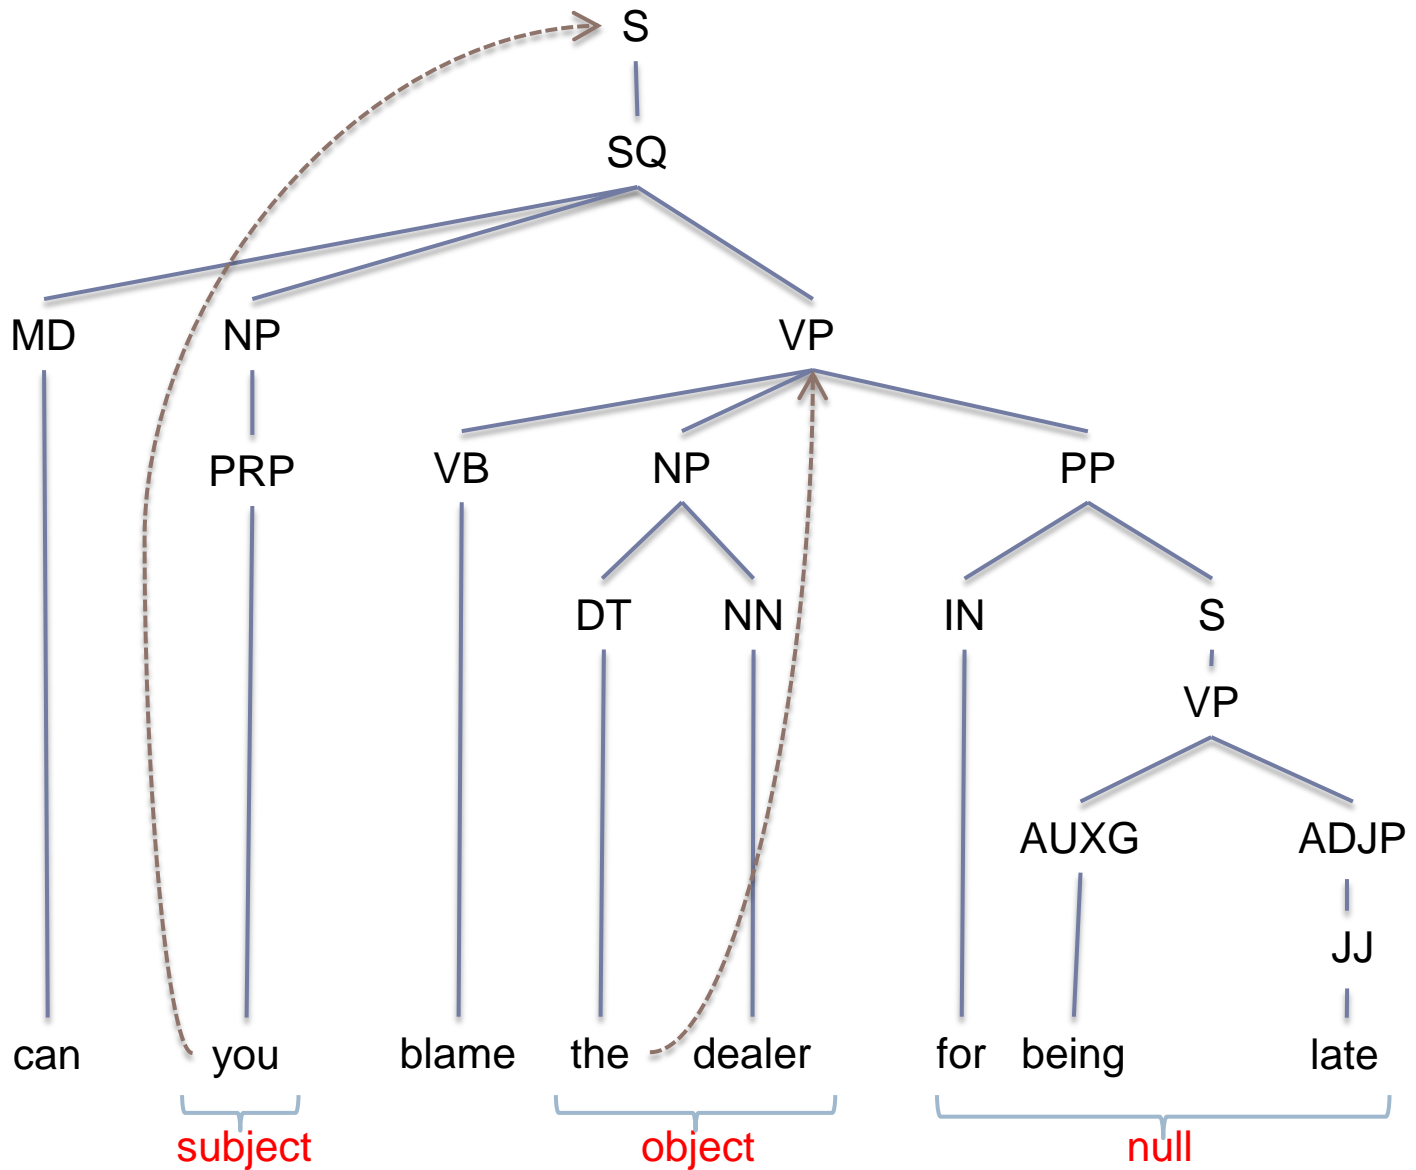 S
SQ
MD NP VP
PRP VB NP PP
DT NN IN S
VP
AUXG ADJP
JJ
can you blame the dealer for being late
subject object null